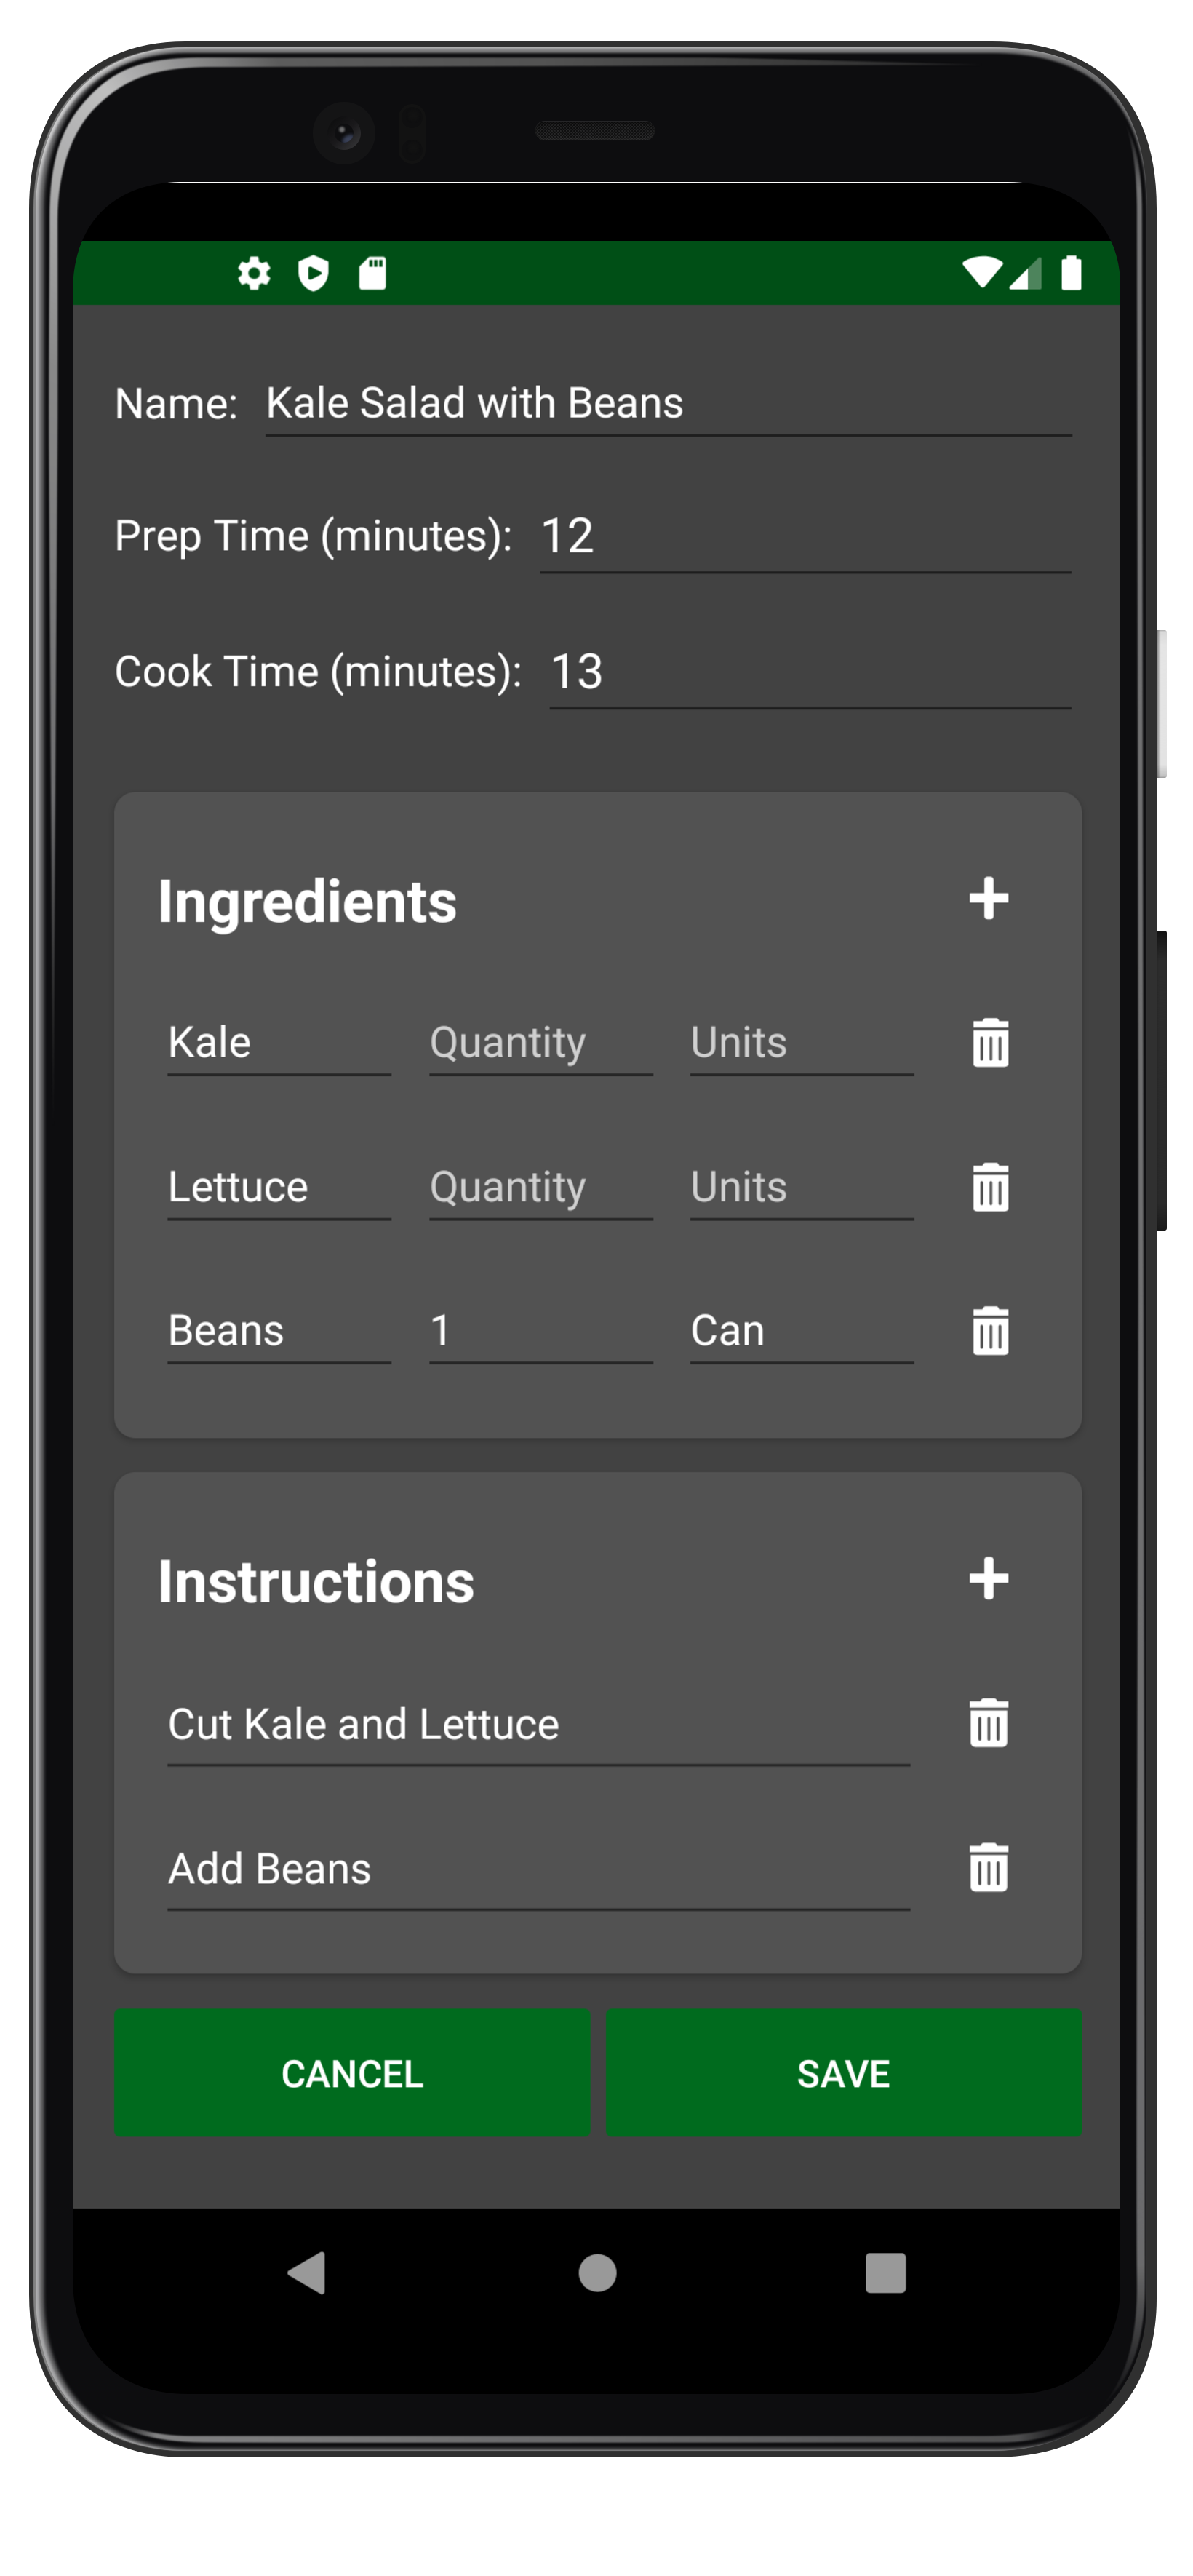 Name: Kale Salad with Beans
Prep Time (minutes): 12
Cook Time (minutes): 13
Ingredients
Kale Quantity Units
Lettuce Quantity Units
Beans 1 Can
Instructions
Cut Kale and Lettuce
Add Beans
CANCEL SAVE